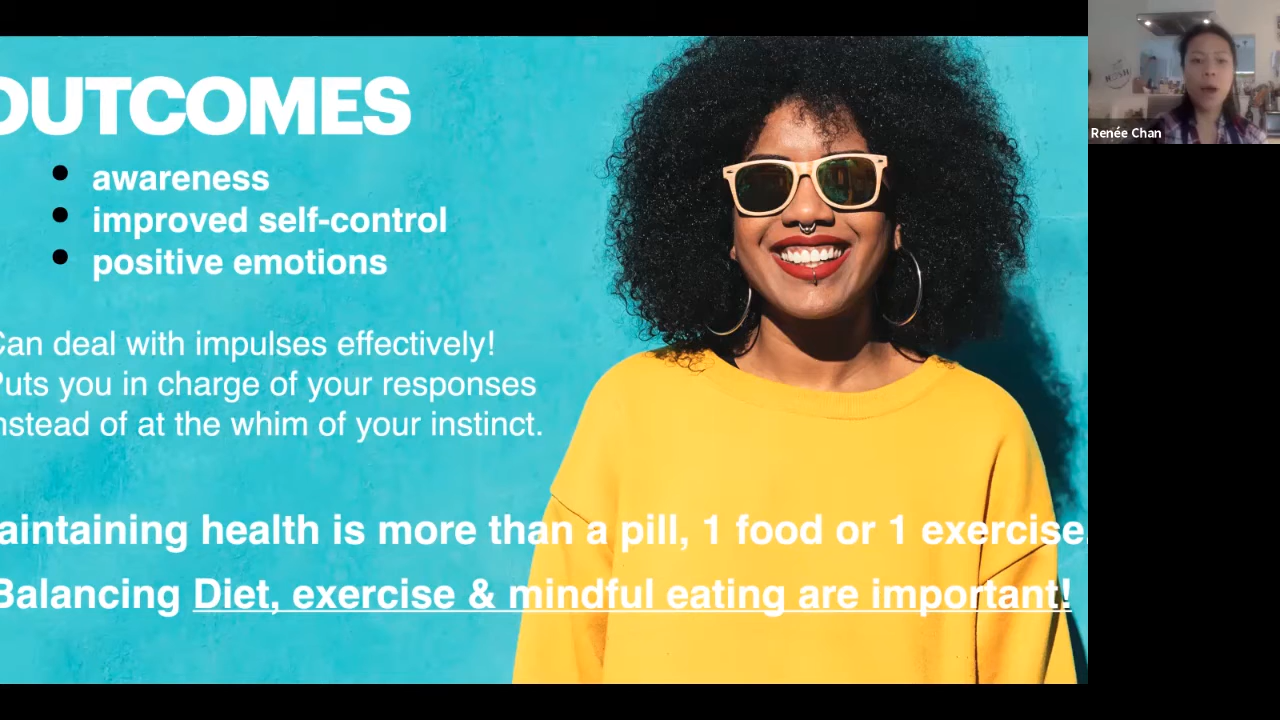 OUTCOMES
• awareness
• improved self-control
• positive emotions
Can deal with impulses effectively!
Puts you in charge of your responses
nstead of at the whim of your instinct.
aintaining health is more than a pill, 1 food or 1 exercise.
Balancing Diet, exercise & mindful eating are important!
Renée Chan